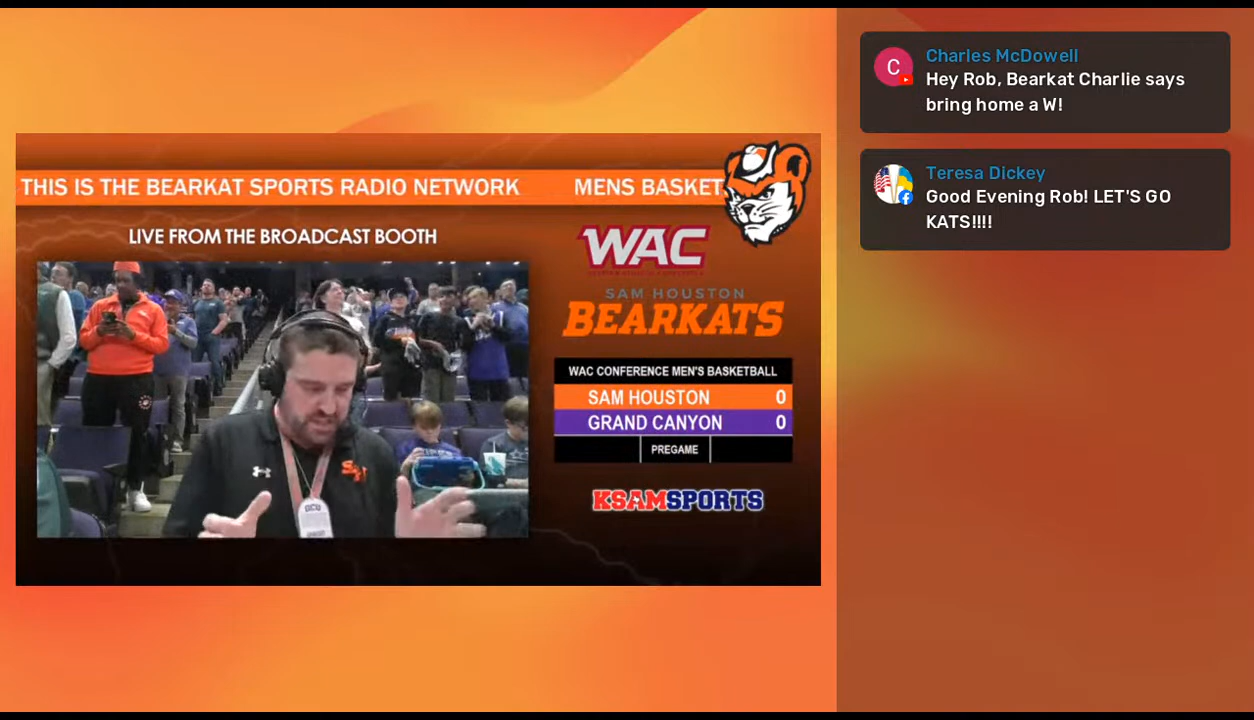 THIS IS THE BEARKAT SPORTS RADIO NETWORK MENS BASKET
LIVE FROM THE BROADCAST BOOTH
WAC
SAM HOUSTON
BEARKATS
WAC CONFERENCE MEN'S BASKETBALL
SAM HOUSTON 0
GRAND CANYON 0
PREGAME
KSAMSPORTS
GCU
C
Charles McDowell
Hey Rob, Bearkat Charlie says
bring home a W!
Teresa Dickey
Good Evening Rob! LET'S GO
KATS!!!!